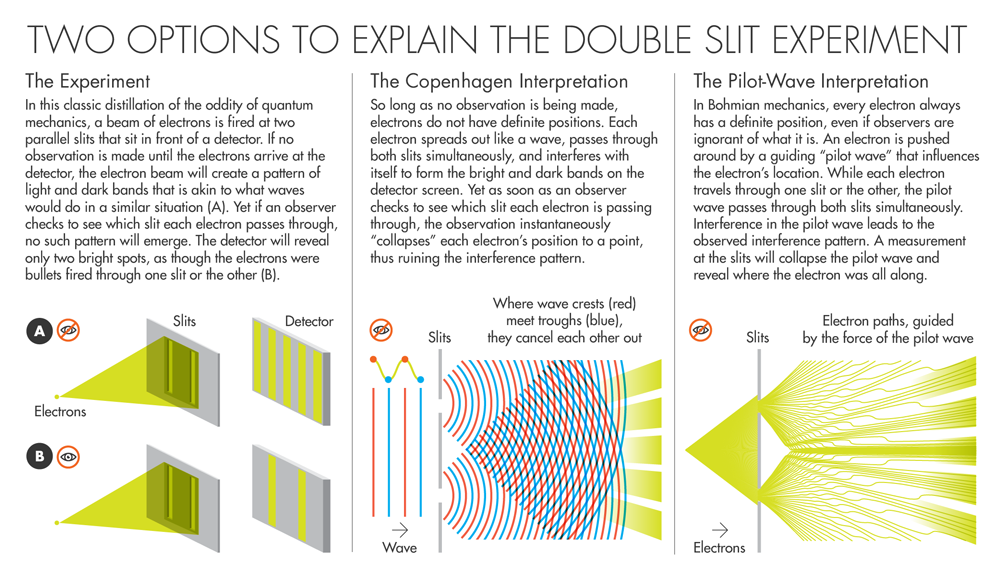 TWO OPTIONS TO EXPLAIN THE DOUBLE SLIT EXPERIMENT
The Experiment
In this classic distillation of the oddity of quantum
mechanics, a beam of electrons is fired at two
parallel slits that sit in front of a detector. If no
observation is made until the electrons arrive at the
detector, the electron beam will create a pattern of
light and dark bands that is akin to what waves
would do in a similar situation (A). Yet if an observer
checks to see which slit each electron passes through,
no such pattern will emerge. The detector will reveal
only two bright spots, as though the electrons were
bullets fired through one slit or the other (B).
A
Slits
Detector
Electrons
B
The Copenhagen Interpretation
So long as no observation is being made,
electrons do not have definite positions. Each
electron spreads out like a wave, passes through
both slits simultaneously, and interferes with
itself to form the bright and dark bands on the
detector screen. Yet as soon as an observer
checks to see which slit each electron is passing
through, the observation instantaneously
“collapses” each electron’s position to a point,
thus ruining the interference pattern.
Where wave crests (red)
meet troughs (blue),
they cancel each other out
Slits
Wave
The Pilot-Wave Interpretation
In Bohmian mechanics, every electron always
has a definite position, even if observers are
ignorant of what it is. An electron is pushed
around by a guiding “pilot wave” that influences
the electron’s location. While each electron
travels through one slit or the other, the pilot
wave passes through both slits simultaneously.
Interference in the pilot wave leads to the
observed interference pattern. A measurement
at the slits will collapse the pilot wave and
reveal where the electron was all along.
Slits
Electron paths, guided
by the force of the pilot wave
Electrons